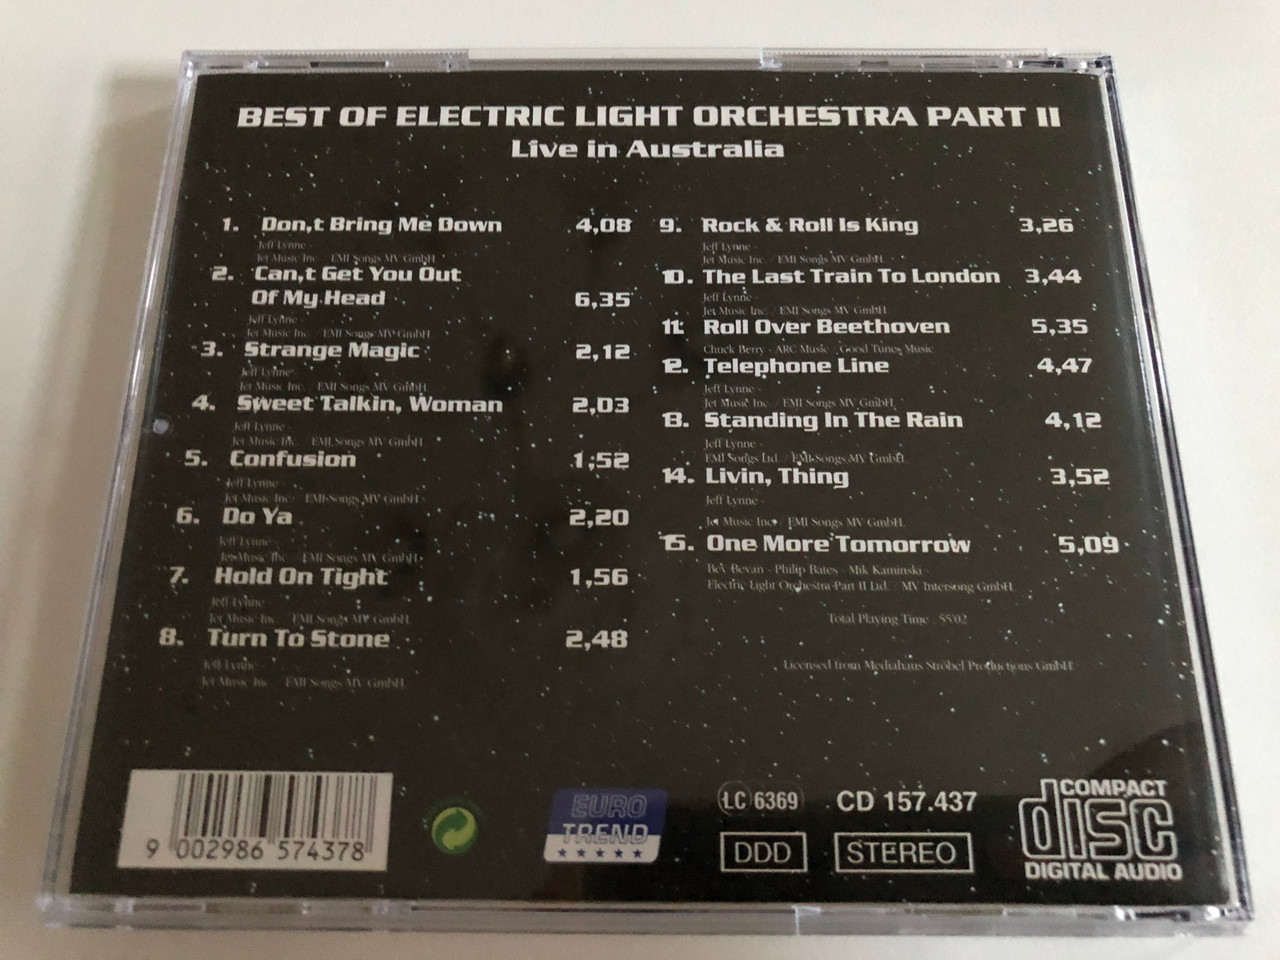 BEST OF ELECTRIC LIGHT ORCHESTRA PART II
Live in Australia
1. Don,t Bring Me Down 4,08
Jeff Lynne -
Jet Music Inc. / EMI Songs MV GmbH
2. Can,t Get You Out
Of My Head 6,35
Jeff Lynne -
Jet Music Inc. / EMI Songs MV GmbH
3. Strange Magic 2,12
Jeff Lynne -
Jet Music Inc. / EMI Songs MV GmbH
4. Sweet Talkin, Woman 2,03
Jeff Lynne -
Jet Music Inc. / EMI Songs MV GmbH
5. Confusion 1,52
Jeff Lynne -
Jet Music Inc. / EMI Songs MV GmbH
6. Do Ya 2,20
Jeff Lynne -
Jet Music Inc. / EMI Songs MV GmbH
7. Hold On Tight 1,56
Jeff Lynne -
Jet Music Inc. / EMI Songs MV GmbH
8. Turn To Stone 2,48
Jeff Lynne -
Jet Music Inc. / EMI Songs MV GmbH
9. Rock & Roll Is King 3,26
Jeff Lynne -
Jet Music Inc. / EMI Songs MV GmbH
10. The Last Train To London 3,44
Jeff Lynne -
Jet Music Inc. / EMI Songs MV GmbH
11. Roll Over Beethoven 5,35
Chuck Berry - ARC Music / Good Tunes Music
12. Telephone Line 4,47
Jeff Lynne -
Jet Music Inc. / EMI Songs MV GmbH
13. Standing In The Rain 4,12
Jeff Lynne -
EMI Songs Ltd. / EMI Songs MV GmbH
14. Livin, Thing 3,52
Jeff Lynne -
Jet Music Inc. / EMI Songs MV GmbH
15. One More Tomorrow 5,09
Bev Bevan - Philip Bates - Mik Kaminski -
Electric Light Orchestra Part II Ltd. / MV Intersong GmbH
Total Playing Time : 55'02
Licensed from Mediahaus Strobel Productions GmbH
9 002986 574378
EURO
TREND
LC 6369
CD 157.437
DDD
STEREO
COMPACT
disc
DIGITAL AUDIO